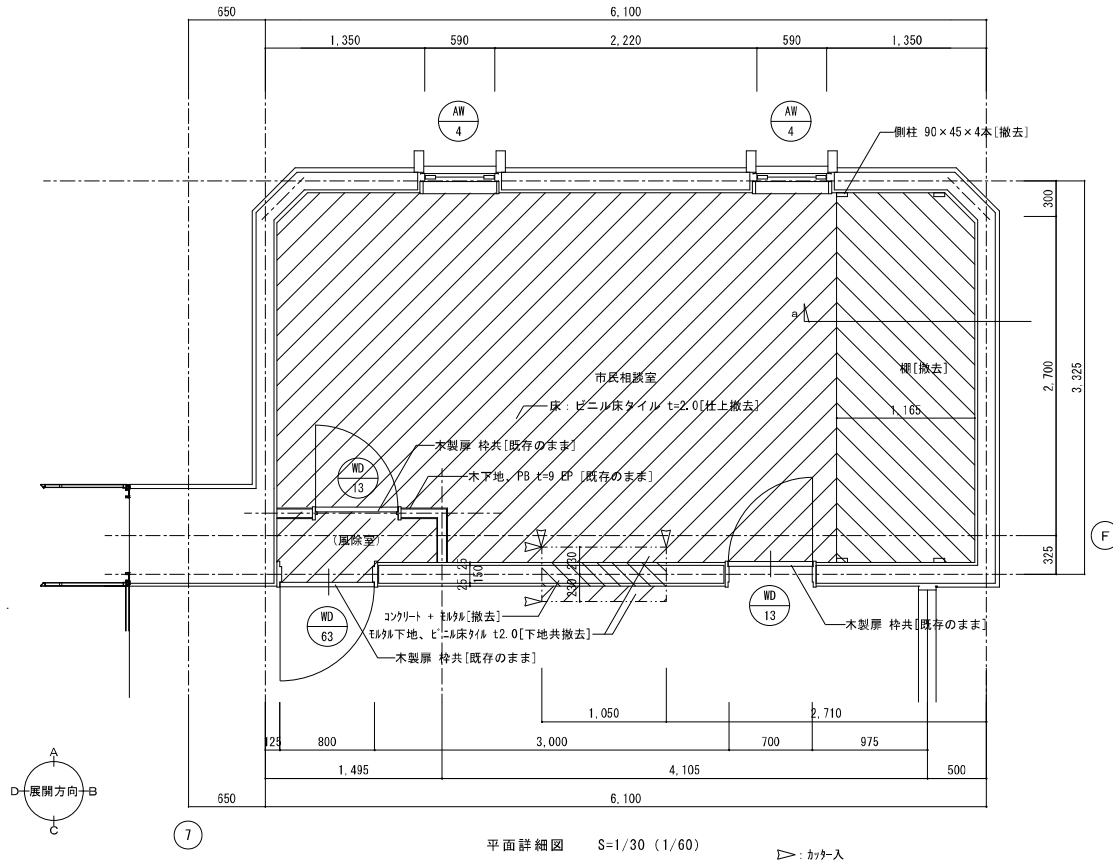 650
6,100
1,350
590
2,220
590
1,350
AW
4
AW
4
側柱 90×45×4本[撤去]
300
2,700
3,325
325
a
市民相談室
棚[撤去]
床：ビニル床タイル t=2.0[仕上撤去]
1,165
木製扉 枠共[既存のまま]
WD
13
木下地、PB t=9 EP [既存のまま]
(風除室)
F
25
150
25
230
230
コンクリート + モルタル[撤去]
モルタル下地、ビニル床タイル t2.0[下地共撤去]
WD
63
WD
13
木製扉 枠共[既存のまま]
木製扉 枠共[既存のまま]
1,050
2,710
125
800
3,000
700
975
1,495
4,105
500
650
6,100
A
D
展開方向
B
C
7
平面詳細図 S=1/30 (1/60)
：カッター入